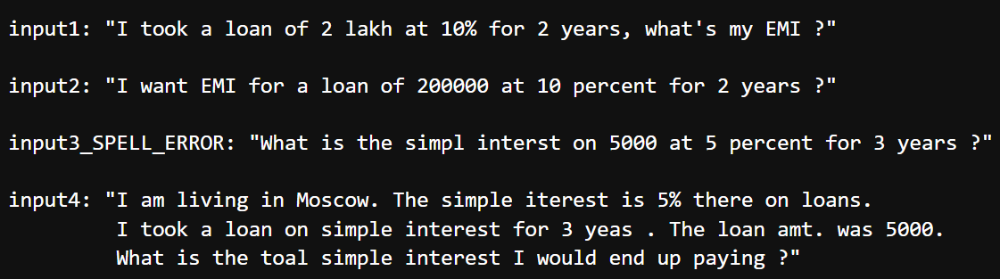 input1: "I took a loan of 2 lakh at 10% for 2 years, what's my EMI ?"
input2: "I want EMI for a loan of 200000 at 10 percent for 2 years ?"
input3_SPELL_ERROR: "What is the simpl interst on 5000 at 5 percent for 3 years ?"
input4: "I am living in Moscow. The simple iterest is 5% there on loans.
I took a loan on simple interest for 3 yeas . The loan amt. was 5000.
What is the toal simple interest I would end up paying ?"